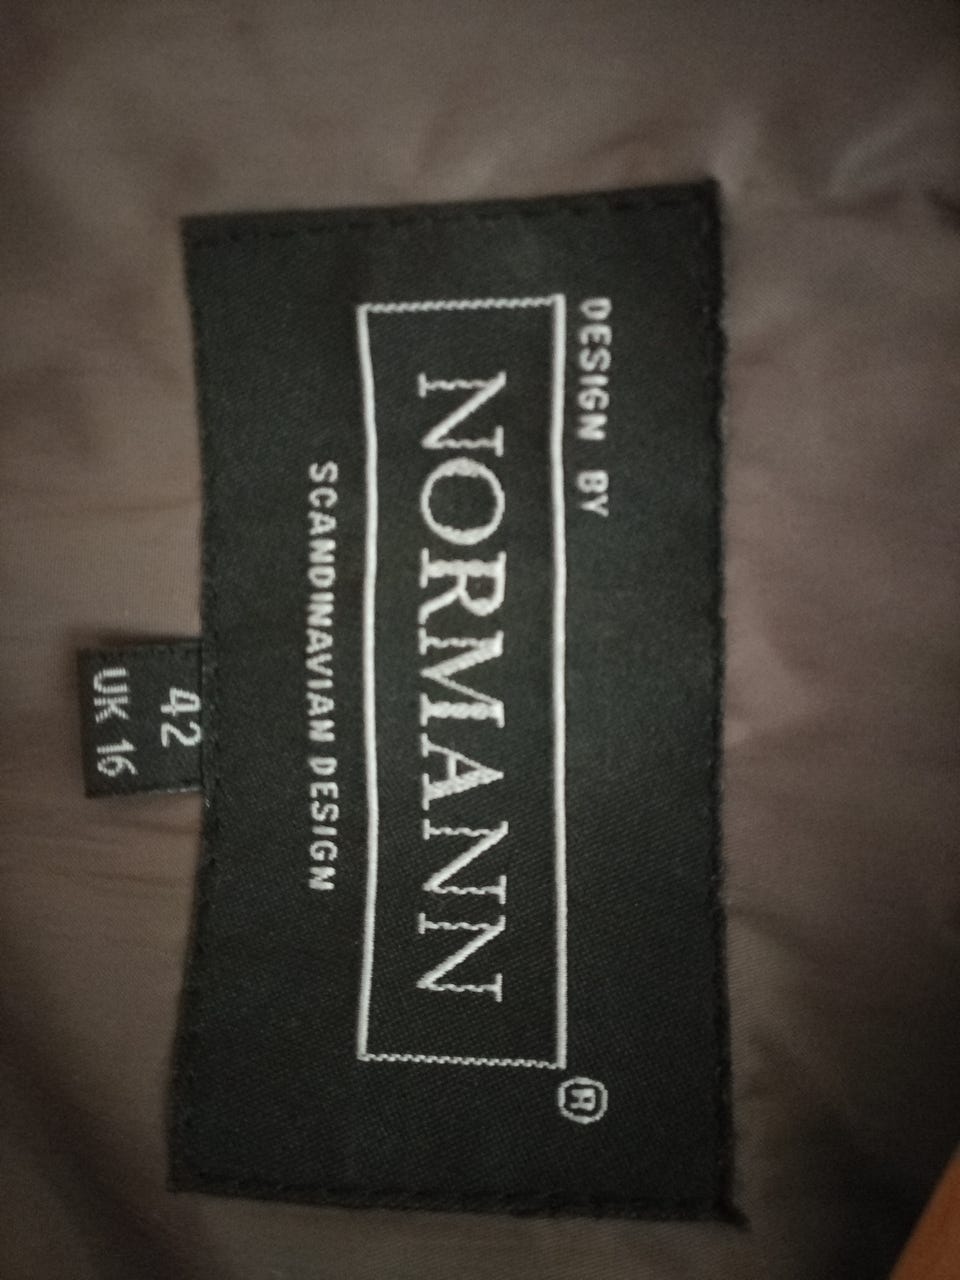 DESIGN BY
NORMANN
®
SCANDINAVIAN DESIGN
42
UK 16